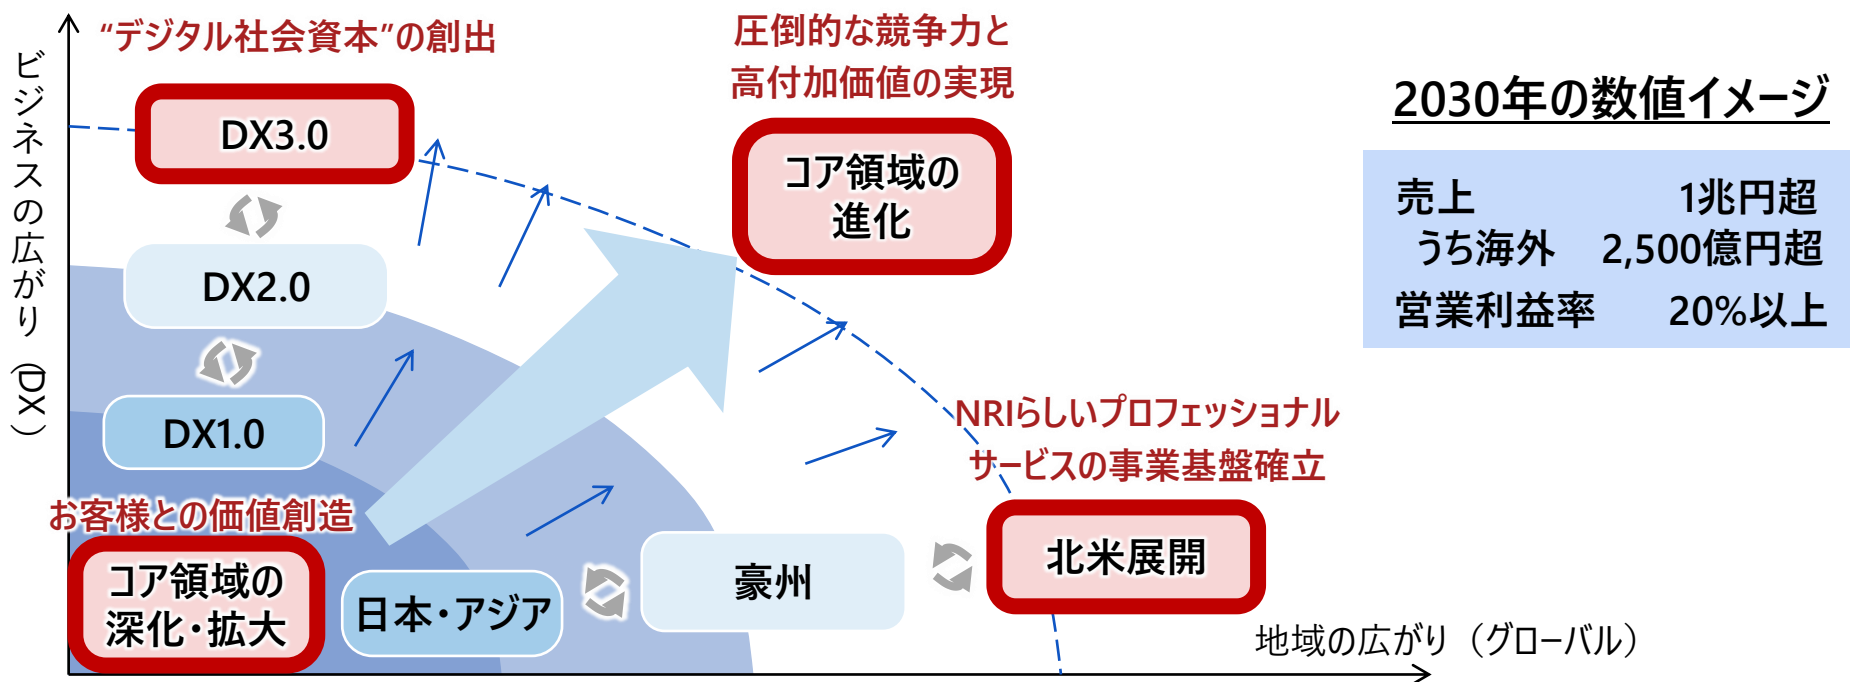 ビジネスの広がり（DX）
“デジタル社会資本”の創出
DX3.0
DX2.0
DX1.0
お客様との価値創造
コア領域の
深化・拡大
日本・アジア
豪州
北米展開
NRIらしいプロフェッショナル
サービスの事業基盤確立
圧倒的な競争力と
高付加価値の実現
コア領域の
進化
地域の広がり（グローバル）
2030年の数値イメージ
売上 1兆円超
うち海外 2,500億円超
営業利益率 20%以上